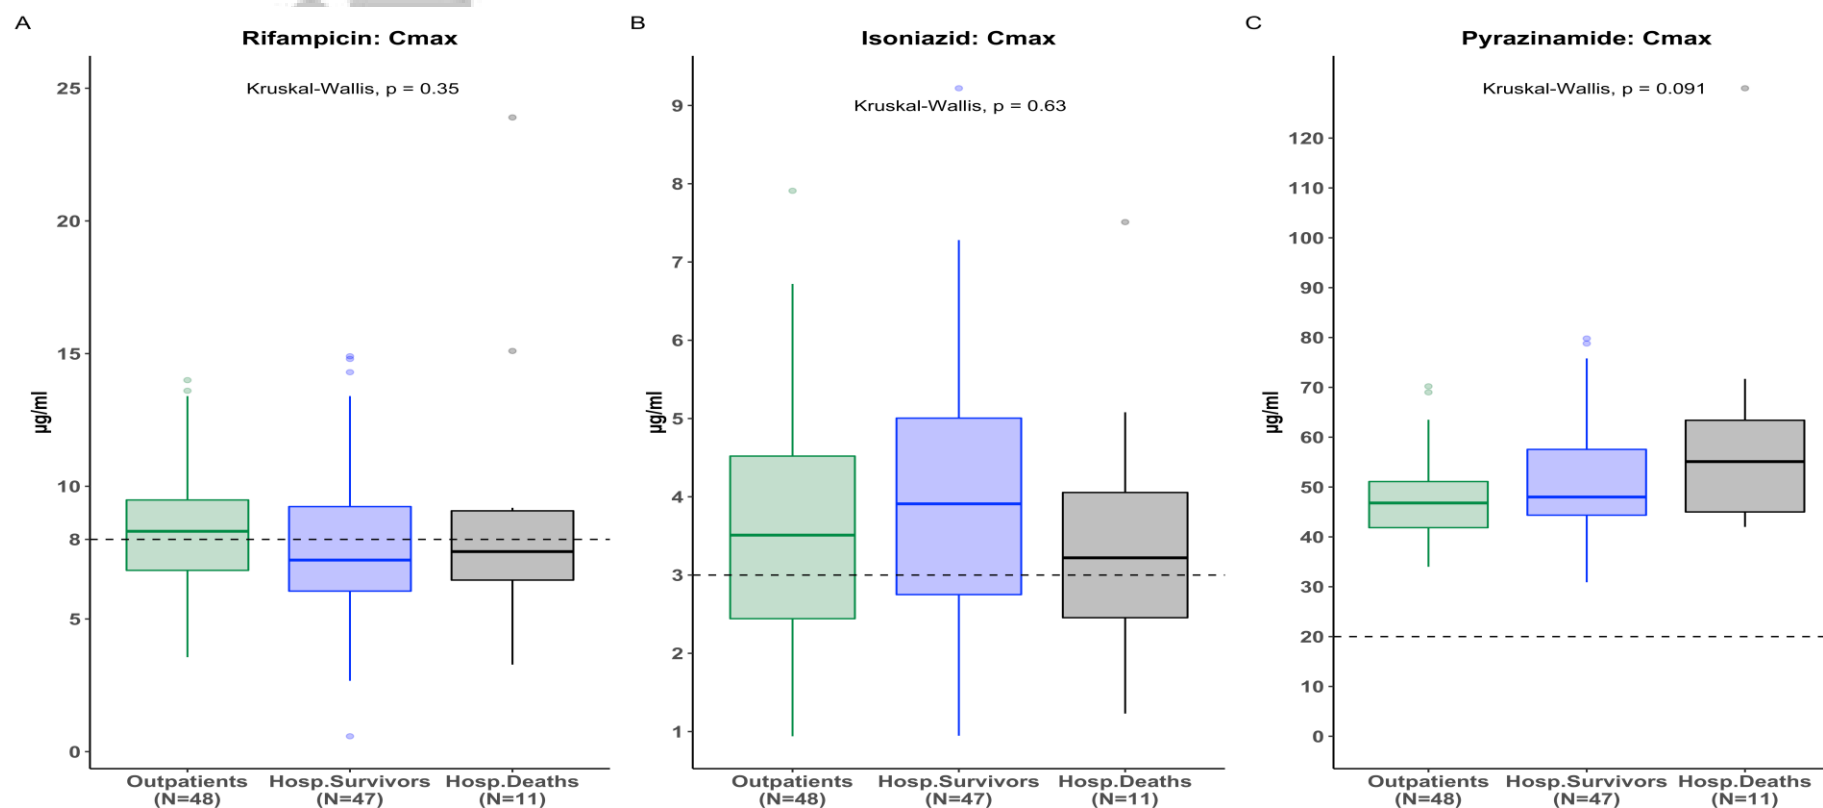 A
Rifampicin: Cmax
Kruskal-Wallis, p = 0.35
25
20
15
10
8
5
0
µg/ml
Outpatients
(N=48)
Hosp.Survivors
(N=47)
Hosp.Deaths
(N=11)
B
Isoniazid: Cmax
Kruskal-Wallis, p = 0.63
9
8
7
6
5
4
3
2
1
µg/ml
Outpatients
(N=48)
Hosp.Survivors
(N=47)
Hosp.Deaths
(N=11)
C
Pyrazinamide: Cmax
Kruskal-Wallis, p = 0.091
120
110
100
90
80
70
60
50
40
30
20
10
0
µg/ml
Outpatients
(N=48)
Hosp.Survivors
(N=47)
Hosp.Deaths
(N=11)